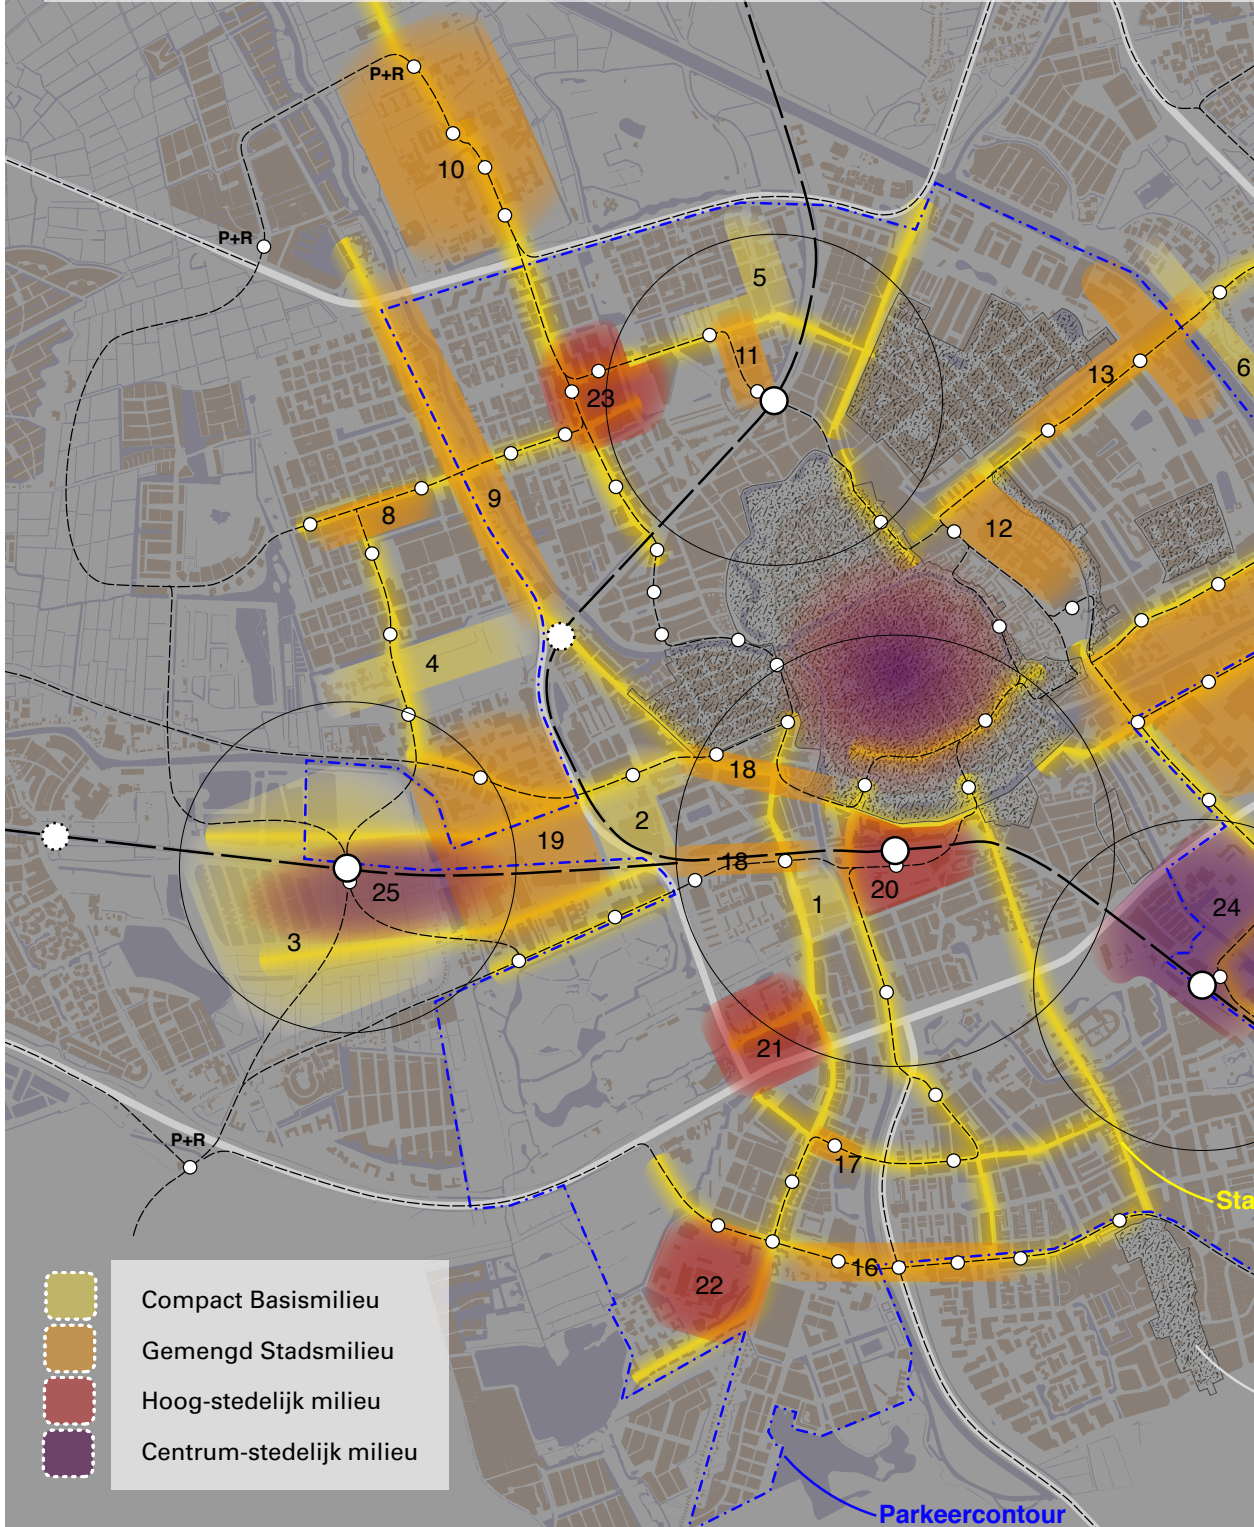 P+R
10
P+R
5
11
13
6
23
9
8
12
4
18
2
19
18
25
20
1
24
3
21
17
P+R
Sta
16
22
Compact Basismilieu
Gemengd Stadsmilieu
Hoog-stedelijk milieu
Centrum-stedelijk milieu
Parkeercontour